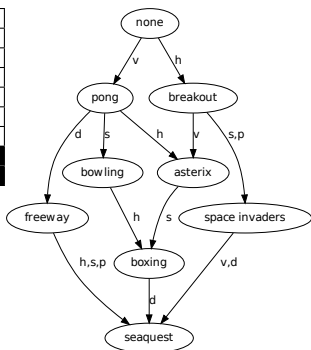 none
v h
pong breakout
d s h v s,p
bowling asterix
freeway space invaders
h s
h,s,p boxing v,d
d
seaquest